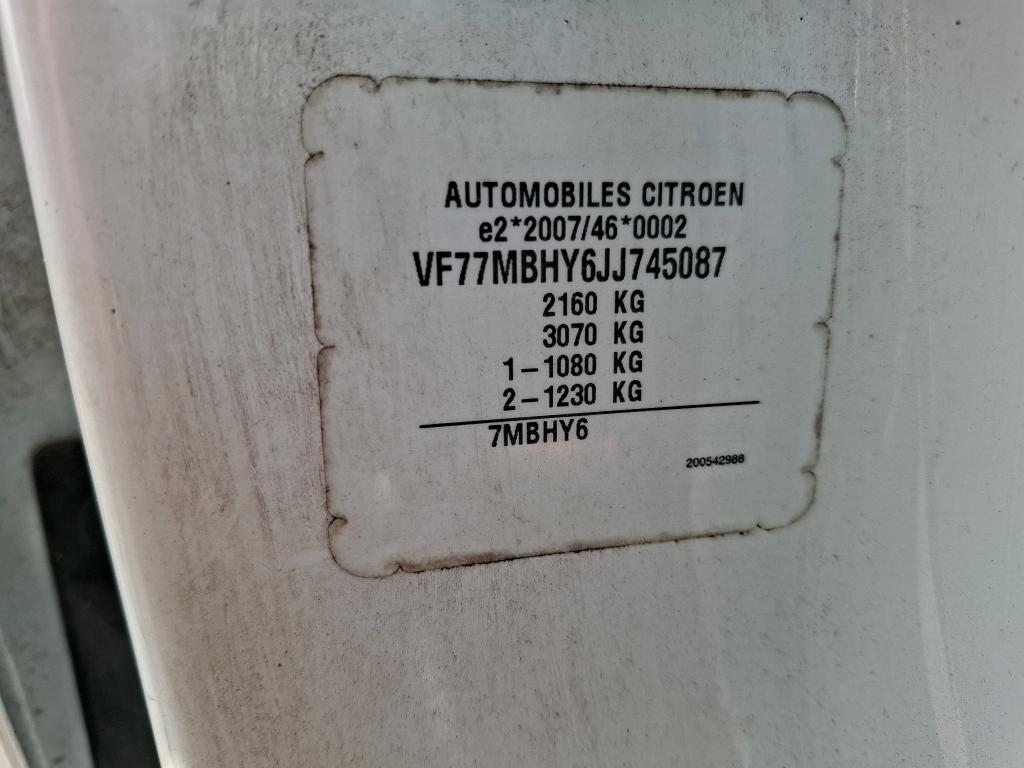 AUTOMOBILES CITROEN
e2*2007/46*0002
VF77MBHY6JJ745087
2160 KG
3070 KG
1-1080 KG
2-1230 KG
7MBHY6
200542988